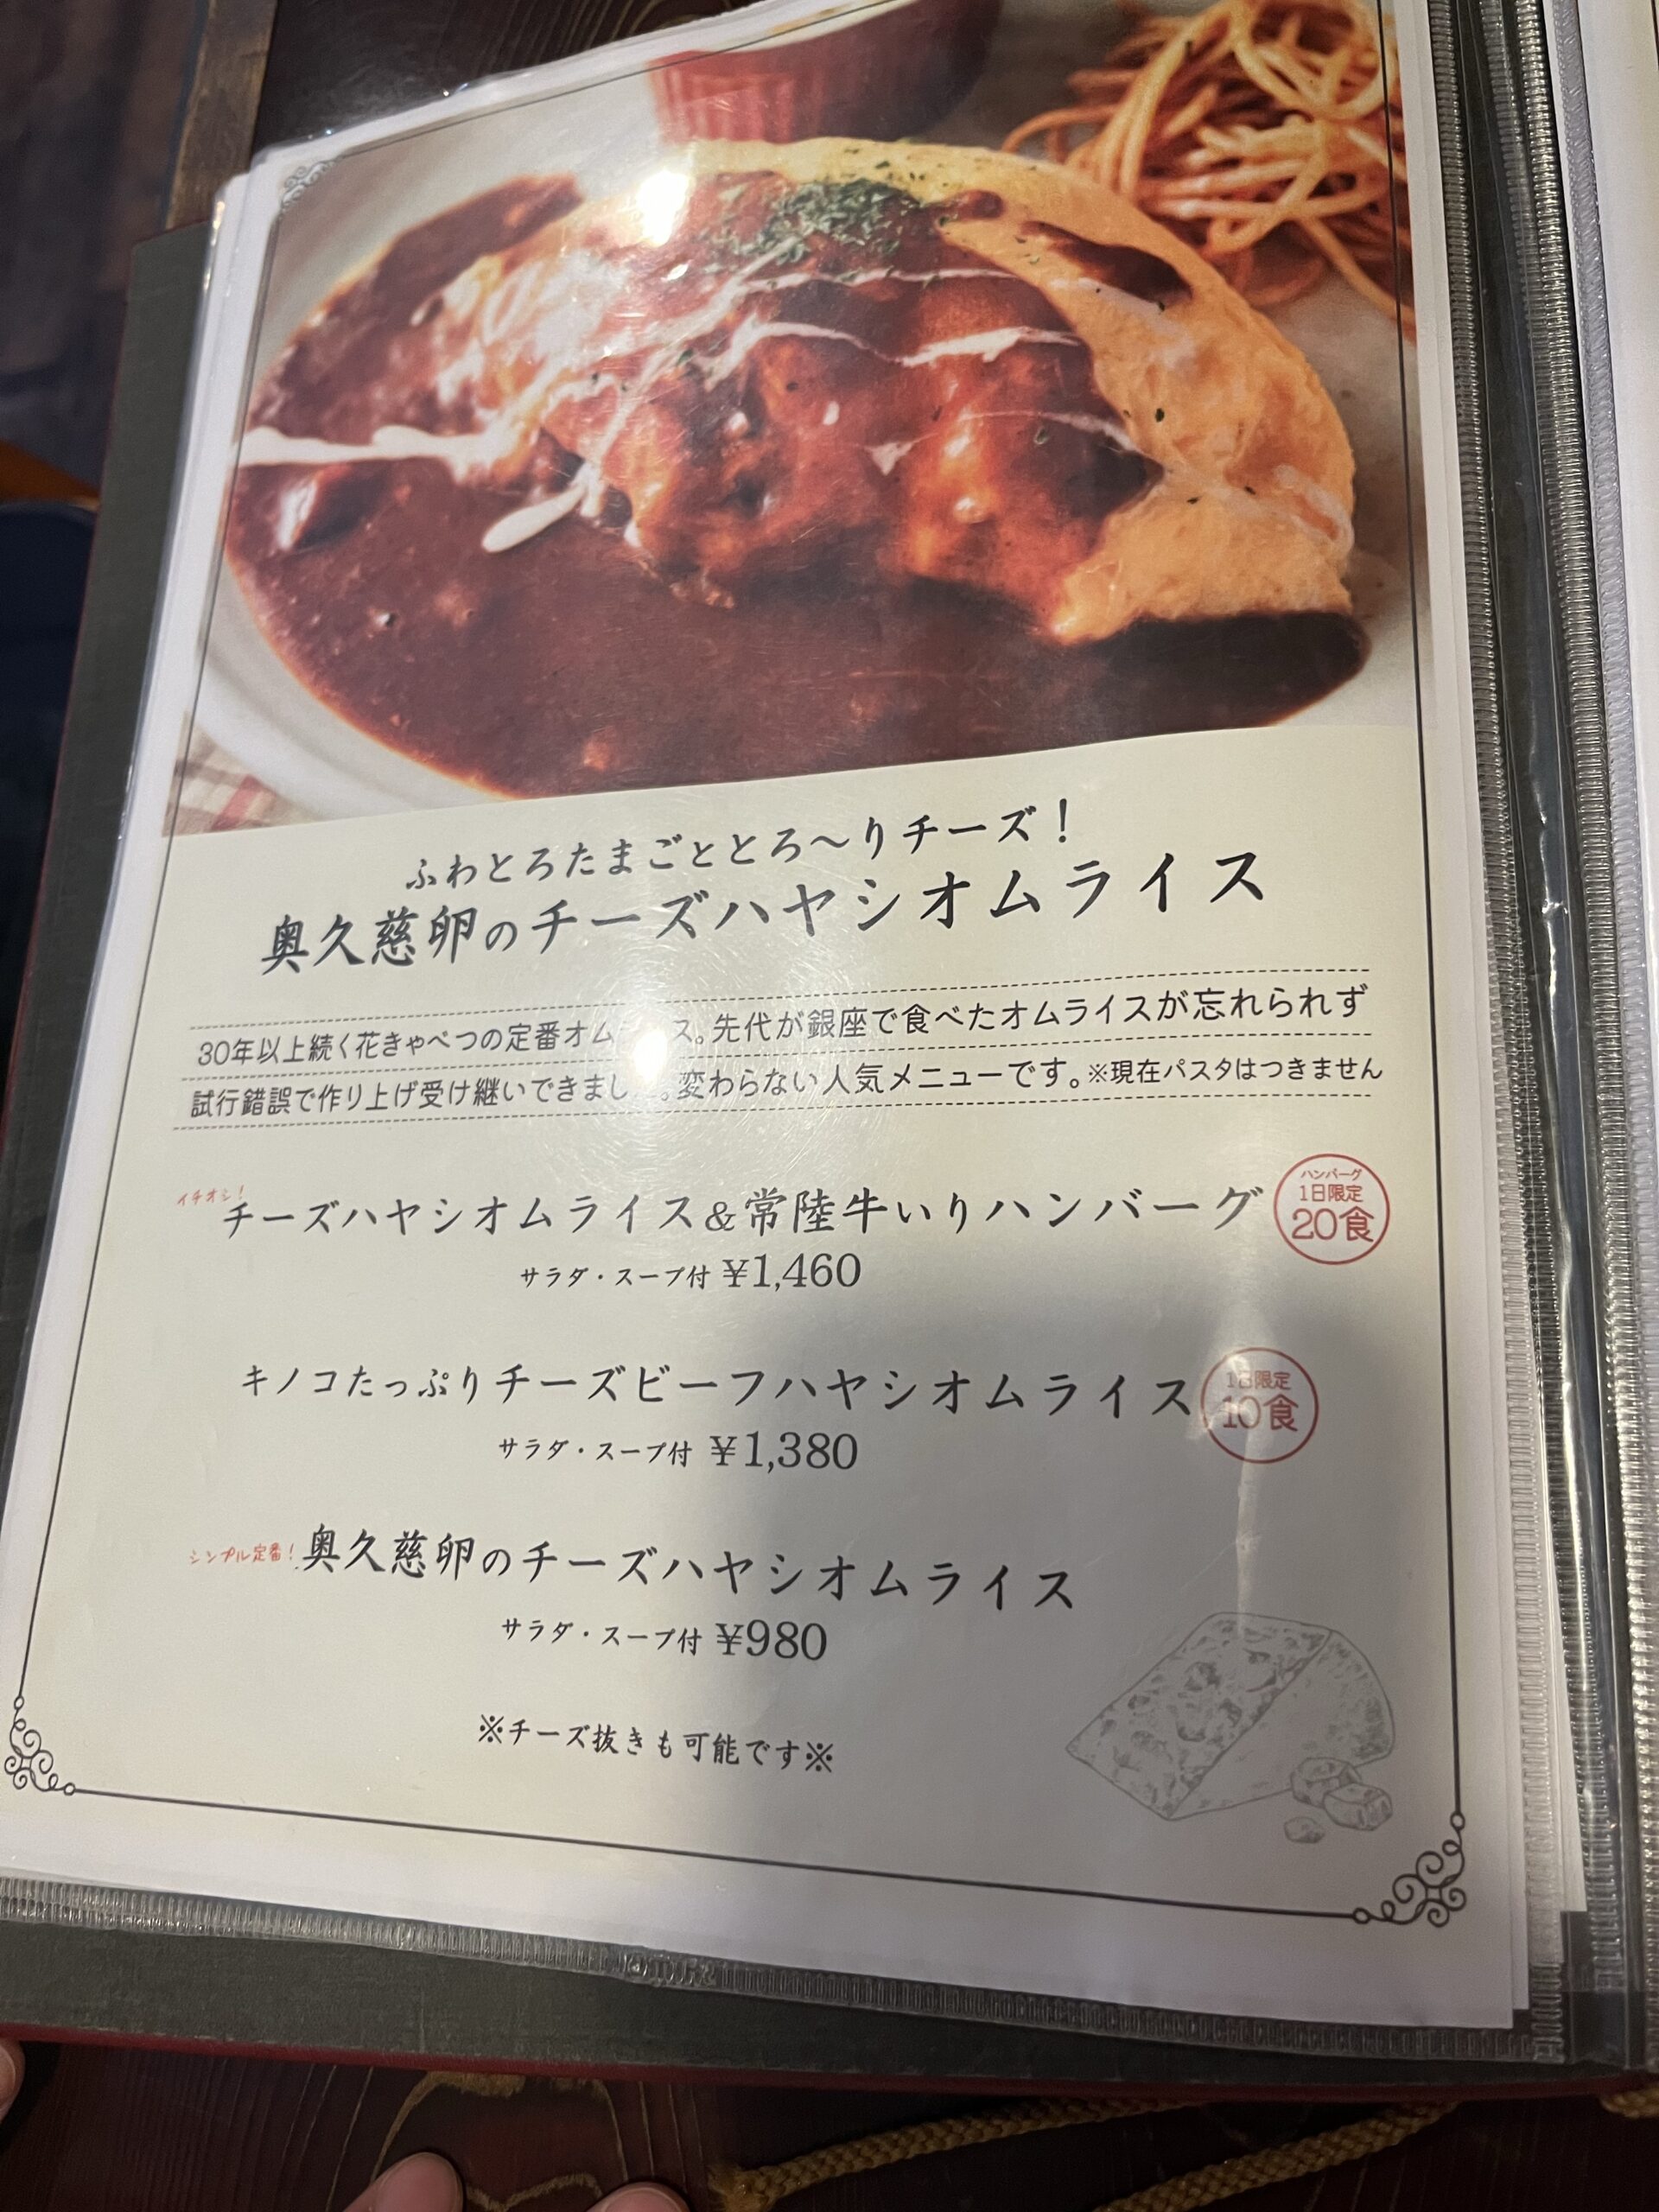 ふわとろたまごととろ〜りチーズ！
奥久慈卵のチーズハヤシオムライス
30年以上続く花きゃべつの定番オム ス。先代が銀座で食べたオムライスが忘れられず
試行錯誤で作り上げ受け継いできまし 。変わらない人気メニューです。※現在パスタはつきません
イチオシ！
チーズハヤシオムライス&常陸牛いりハンバーグ
ハンバーグ
1日限定
20食
サラダ・スープ付 ¥1,460
キノコたっぷりチーズビーフハヤシオムライス
1日限定
10食
サラダ・スープ付 ¥1,380
シンプル定番！
奥久慈卵のチーズハヤシオムライス
サラダ・スープ付 ¥980
※チーズ抜きも可能です※